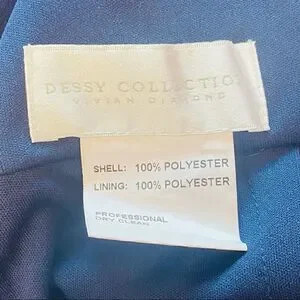 DESSY COLLECTIO
VIVIAN DIAMOND
SHELL: 100% POLYESTER
LINING: 100% POLYESTER
PROFESSIONAL
DRY CLEAN